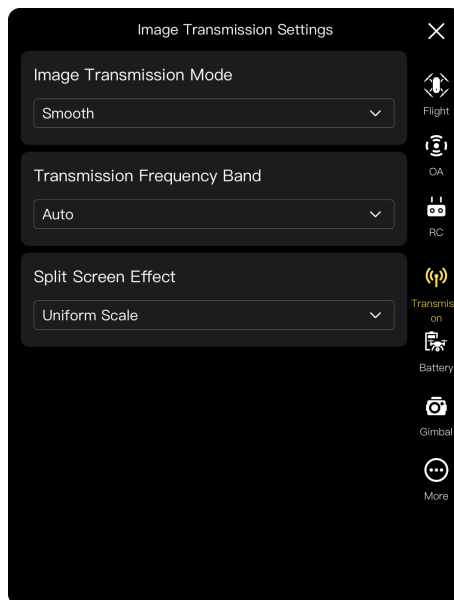 Image Transmission Settings
Image Transmission Mode
Smooth
Transmission Frequency Band
Auto
Split Screen Effect
Uniform Scale
Flight
OA
RC
Transmis
on
Battery
Gimbal
More